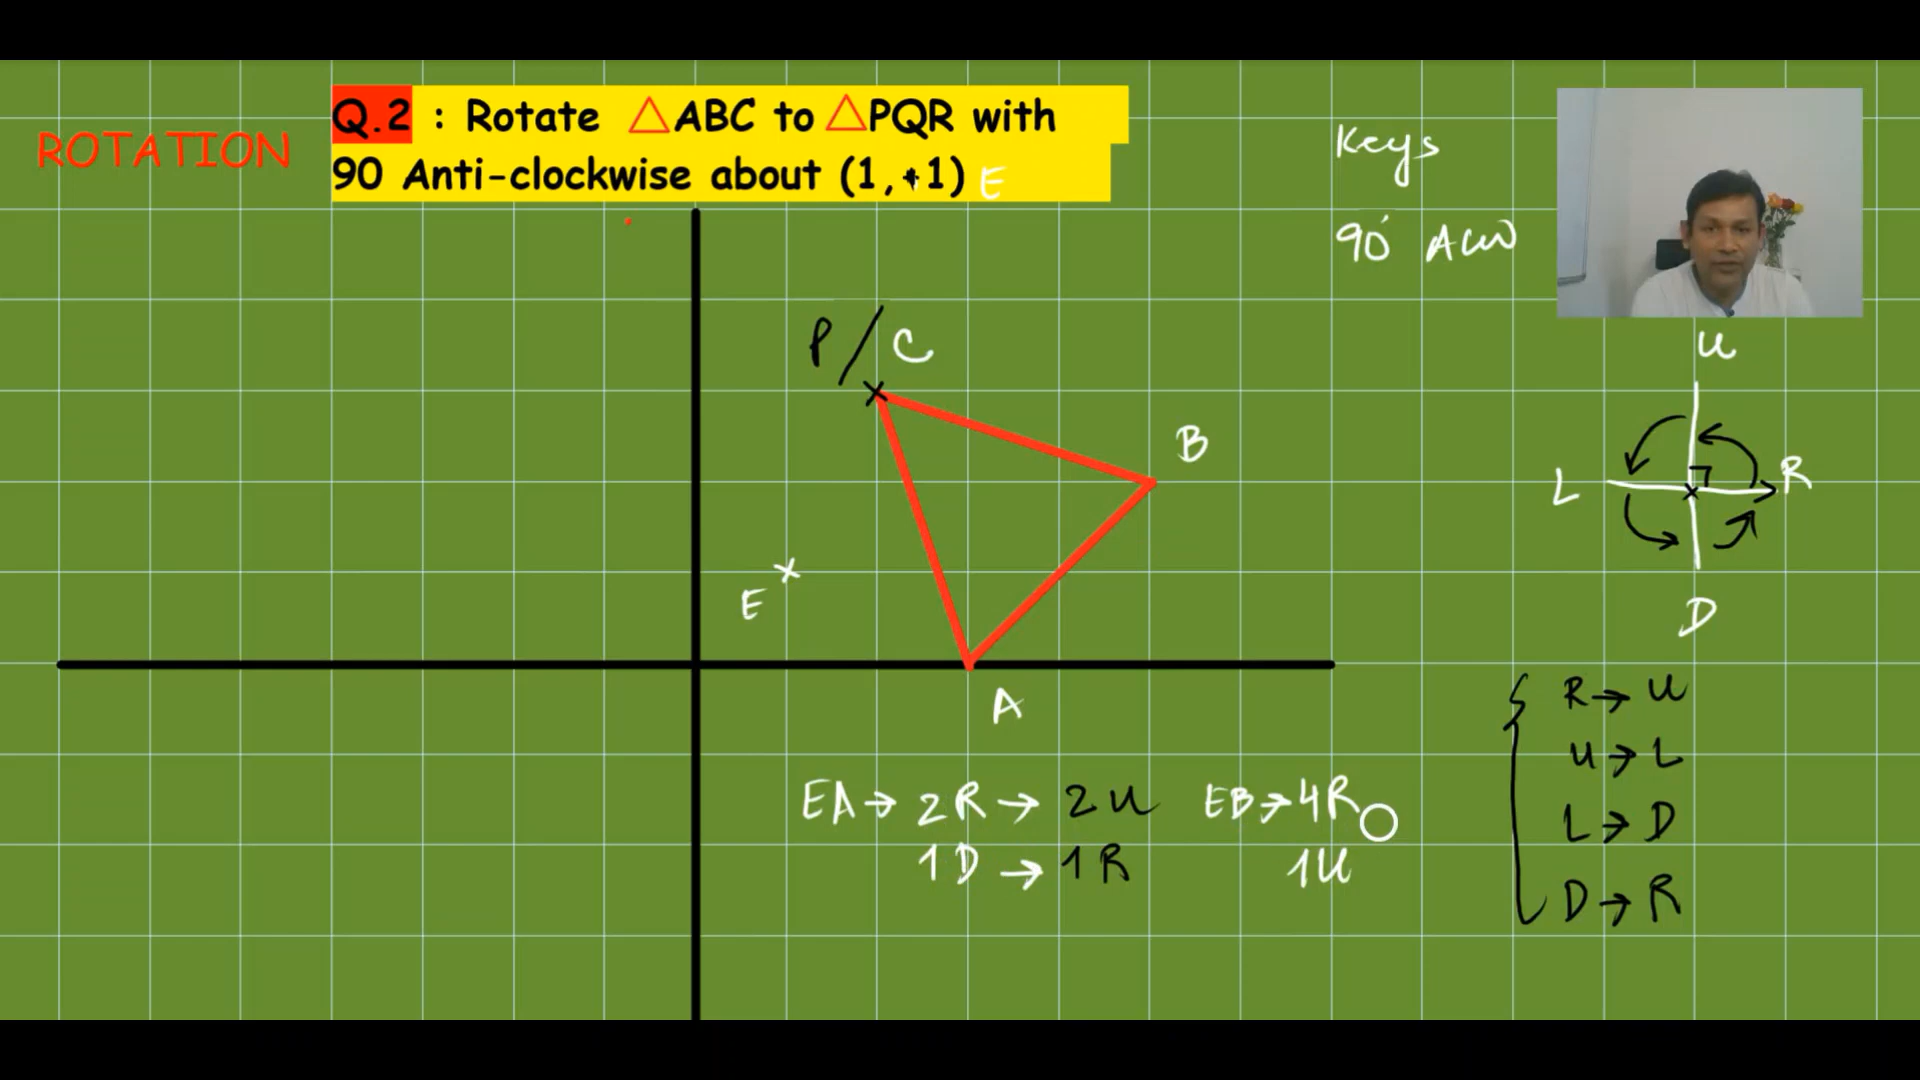 ROTATION
Q.2 : Rotate △ABC to △PQR with
90 Anti-clockwise about (1,+1) E
Keys
90° ACW
U
L R
D
P/C
B
E
A
EA→ 2R→ 2U EB→4R
1D → 1R 1U
R→U
U→L
L→D
D→R